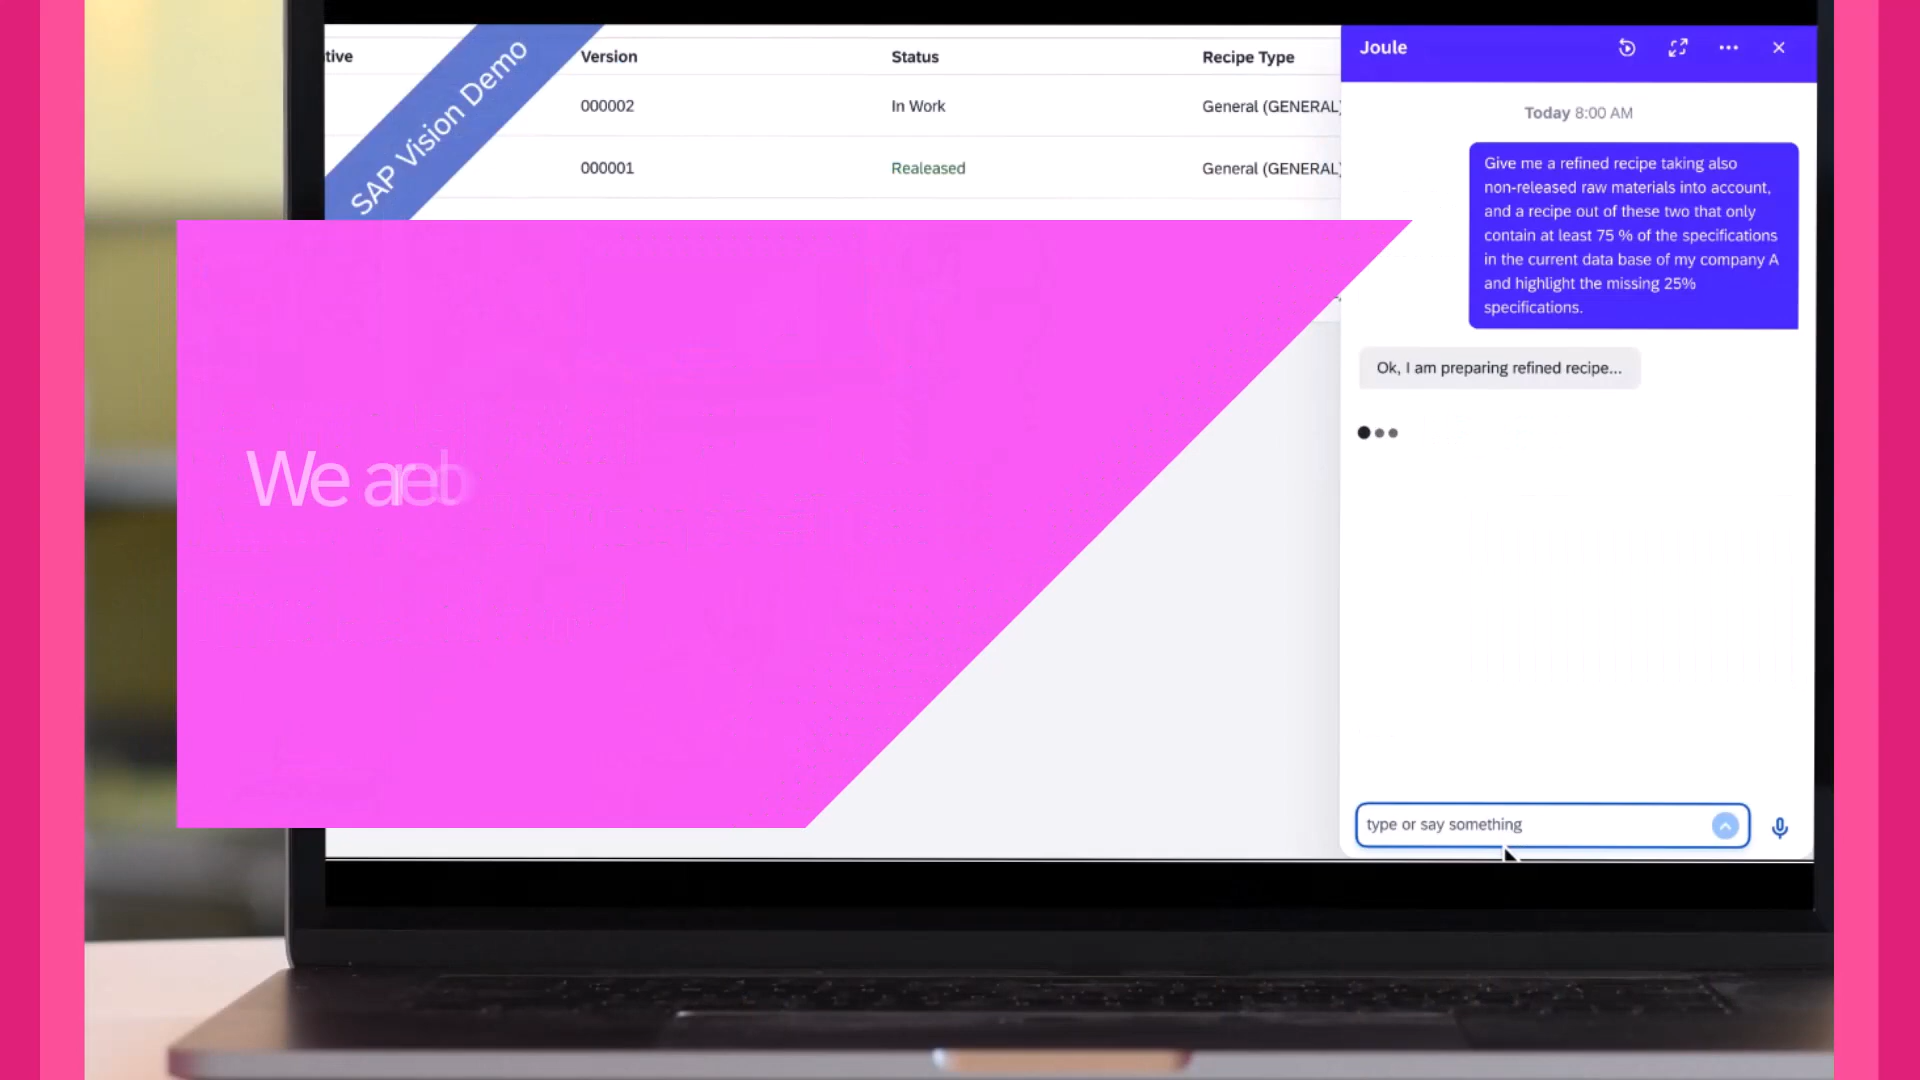 tive Version Status Recipe Type
000002 In Work General (GENERAL)
000001 Realeased General (GENERAL)
SAP Vision Demo
We are
Joule
Today 8:00 AM
Give me a refined recipe taking also
non-released raw materials into account,
and a recipe out of these two that only
contain at least 75 % of the specifications
in the current data base of my company A
and highlight the missing 25%
specifications.
Ok, I am preparing refined recipe...
type or say something